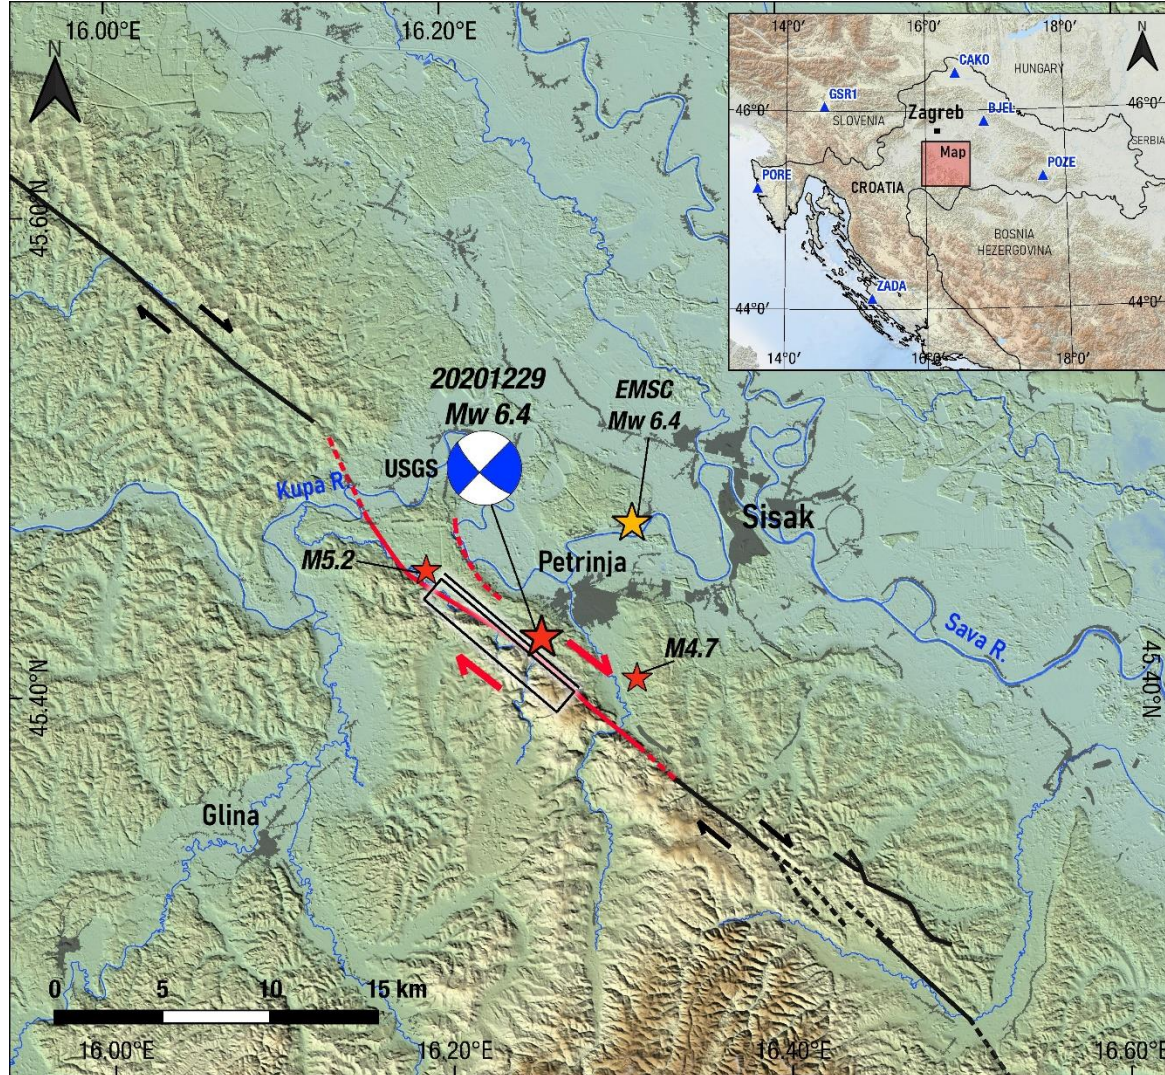 16.00°E
16.20°E
N
45.60°N
14°0'
16°0'
18°0'
N
CAKO
HUNGARY
GSR1
46°0'
46°0'
SLOVENIA
Zagreb
BJEL
SERBIA
Map
PORE
POZE
CROATIA
BOSNIA
HEZERGOVINA
ZADA
44°0'
44°0'
14°0'
16°0'
18°0'
20201229
Mw 6.4
EMSC
Mw 6.4
USGS
Kupa R.
Sisak
M5.2
Petrinja
Sava R.
M4.7
45.40°N
45.40°N
Glina
0
5
10
15 km
16.00°E
16.20°E
16.40°E
16.60°E